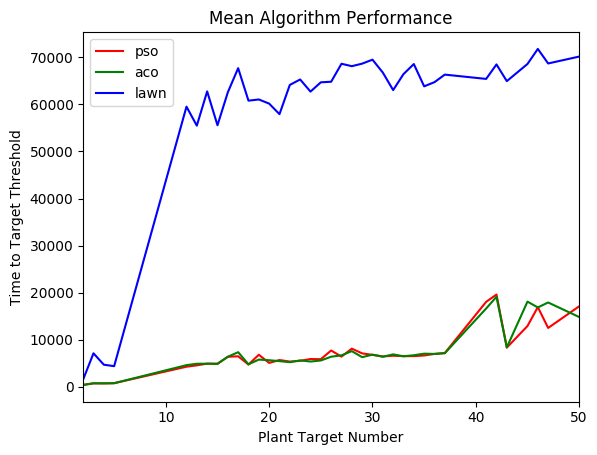 Mean Algorithm Performance
pso
aco
lawn
Time to Target Threshold
70000
60000
50000
40000
30000
20000
10000
0
10
20
30
40
50
Plant Target Number